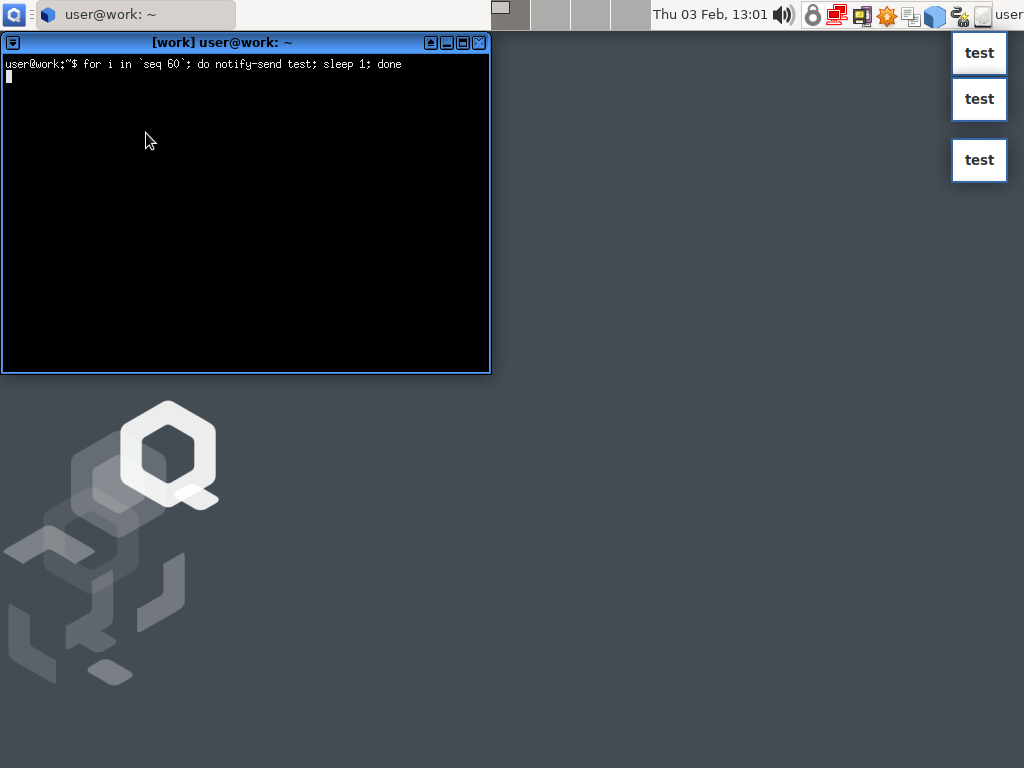 user@work: ~
Thu 03 Feb, 13:01
user
[work] user@work: ~
user@work:~$ for i in `seq 60`; do notify-send test; sleep 1; done
test
test
test